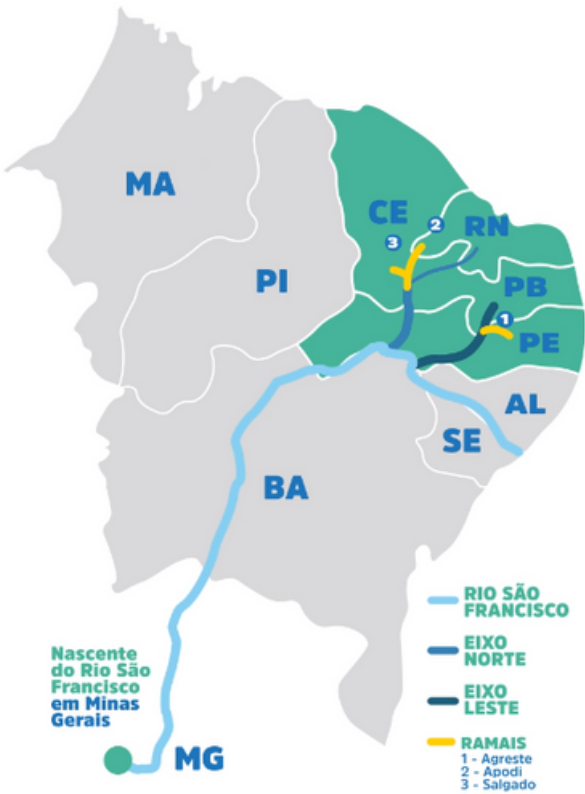 MA
CE
2
RN
3
PI
PB
1
PE
AL
SE
BA
RIO SÃO
FRANCISCO
EIXO
NORTE
Nascente
do Rio São
Francisco
em Minas
Gerais
EIXO
LESTE
MG
RAMAIS
1 - Agreste
2 - Apodi
3 - Salgado